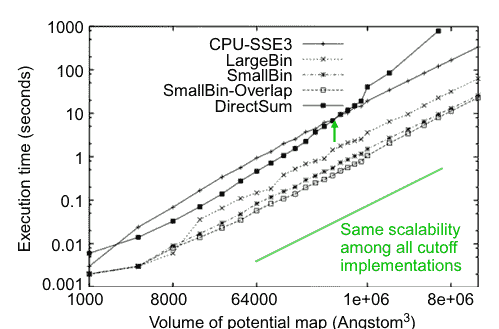 1000
100
10
1
0.1
0.01
0.001
Execution time (seconds)
CPU-SSE3
LargeBin
SmallBin
SmallBin-Overlap
DirectSum
Same scalability
among all cutoff
implementations
1000 8000 64000 1e+06 8e+06
Volume of potential map (Angstom³)